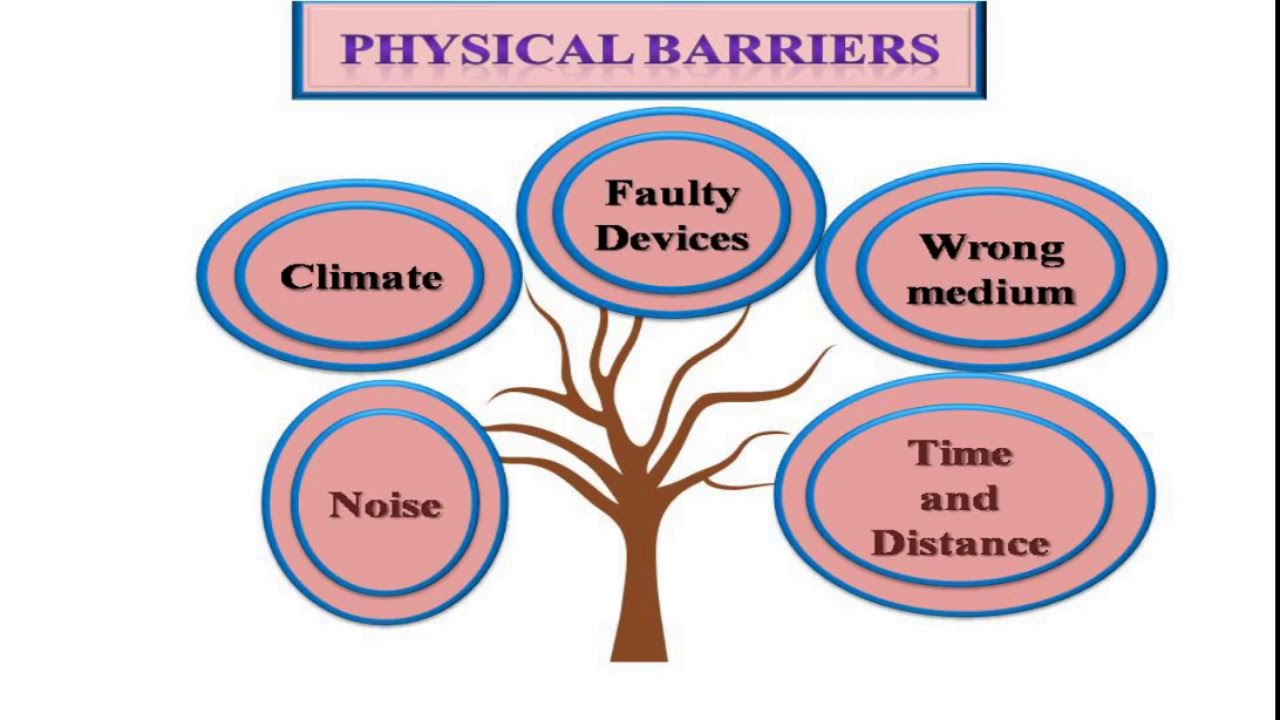 PHYSICAL BARRIERS
Faulty
Devices
Climate
Wrong
medium
Noise
Time
and
Distance